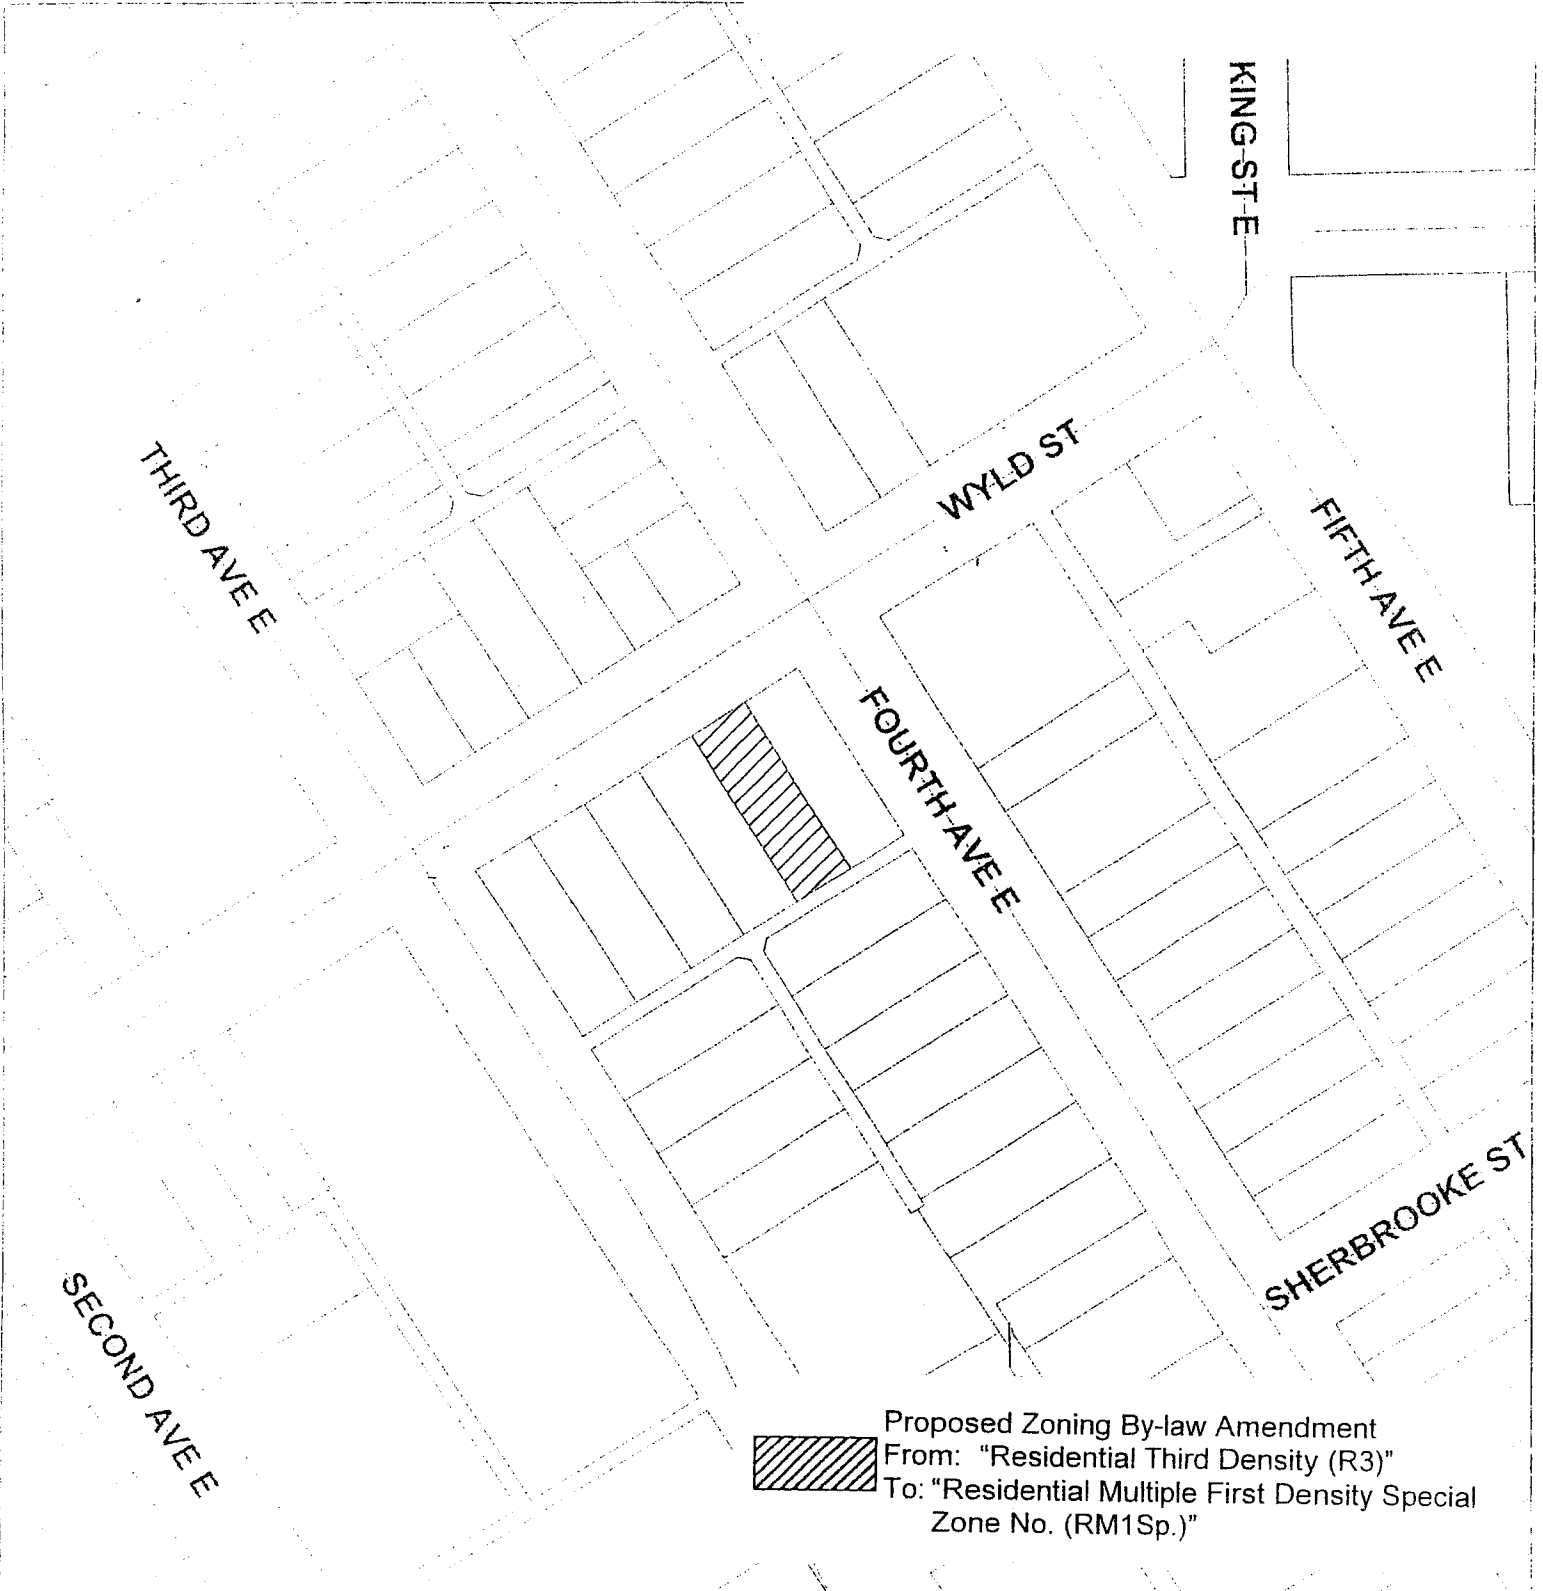 KING ST E
WYLD ST
THIRD AVE E
FIFTH AVE E
FOURTH AVE E
SHERBROOKE ST
SECOND AVE E
Proposed Zoning By-law Amendment
From: "Residential Third Density (R3)"
To: "Residential Multiple First Density Special
Zone No. (RM1Sp.)"